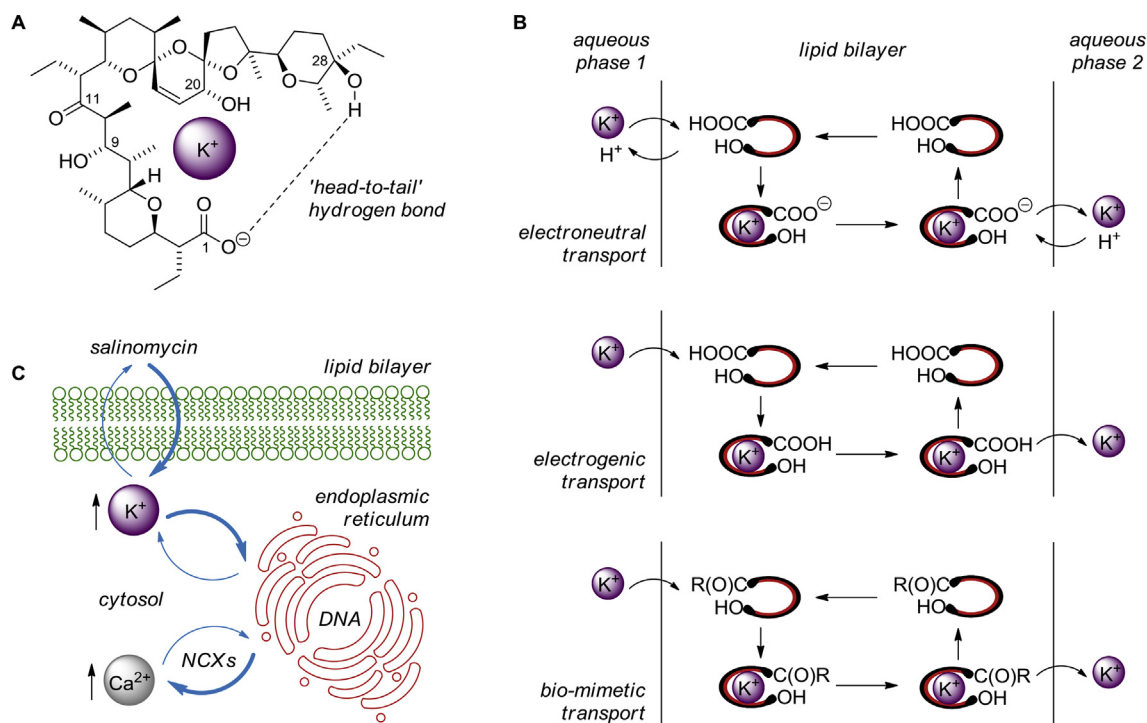 A
28
20
OH
O
O
O
O
O
O
H
O
11
9
HO
H
K+
'head-to-tail'
hydrogen bond
O
O
1
O⊖
B
aqueous
phase 1
lipid bilayer
aqueous
phase 2
K+
H+
HOOC
HO
HOOC
HO
K+
COO⊖
OH
K+
COO⊖
OH
K+
H+
electroneutral
transport
K+
HOOC
HO
HOOC
HO
K+
COOH
OH
K+
COOH
OH
K+
electrogenic
transport
K+
R(O)C
HO
R(O)C
HO
K+
C(O)R
OH
K+
C(O)R
OH
K+
bio-mimetic
transport
C
salinomycin
lipid bilayer
K+
endoplasmic
reticulum
cytosol
DNA
NCXs
Ca2+